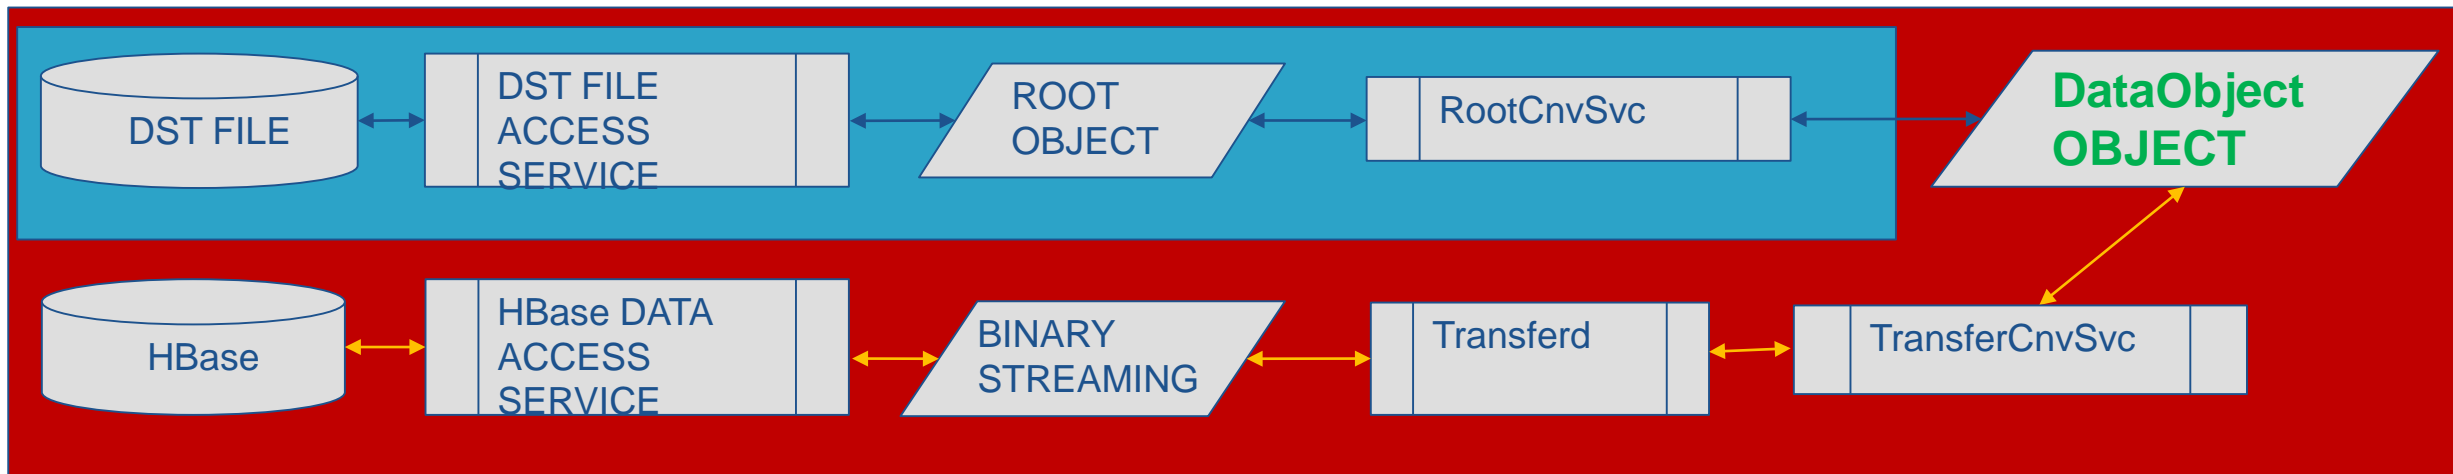 DST FILE
DST FILE
ACCESS
SERVICE
ROOT
OBJECT
RootCnvSvc
DataObject
OBJECT
HBase
HBase DATA
ACCESS
SERVICE
BINARY
STREAMING
Transferd
TransferCnvSvc